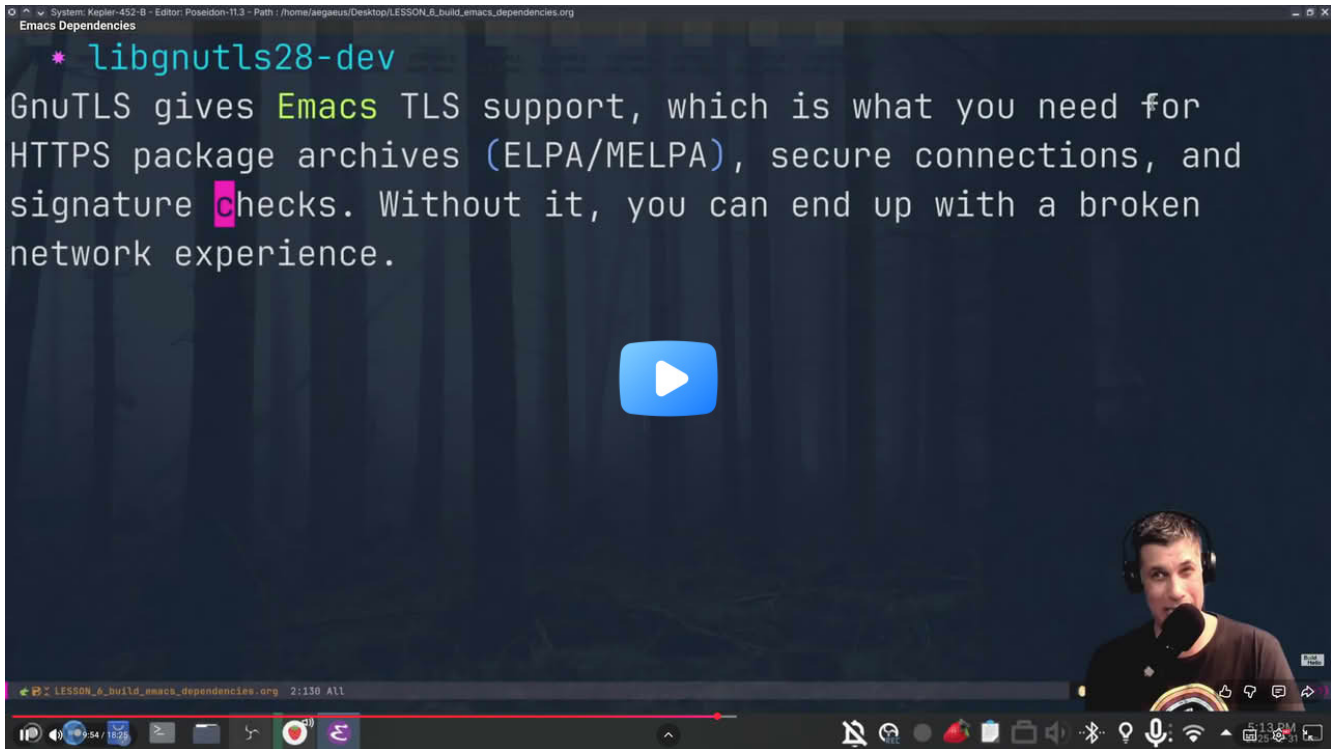 System: Kepler-452-B - Editor: Poseidon-11.3 - Path : /home/aegaeus/Desktop/LESSON_6_build_emacs_dependencies.org
Emacs Dependencies
* libgnutls28-dev
GnuTLS gives Emacs TLS support, which is what you need for
HTTPS package archives (ELPA/MELPA), secure connections, and
signature checks. Without it, you can end up with a broken
network experience.
LESSON_6_build_emacs_dependencies.org 2:130 All
9:54 / 18:25
5:13 PM